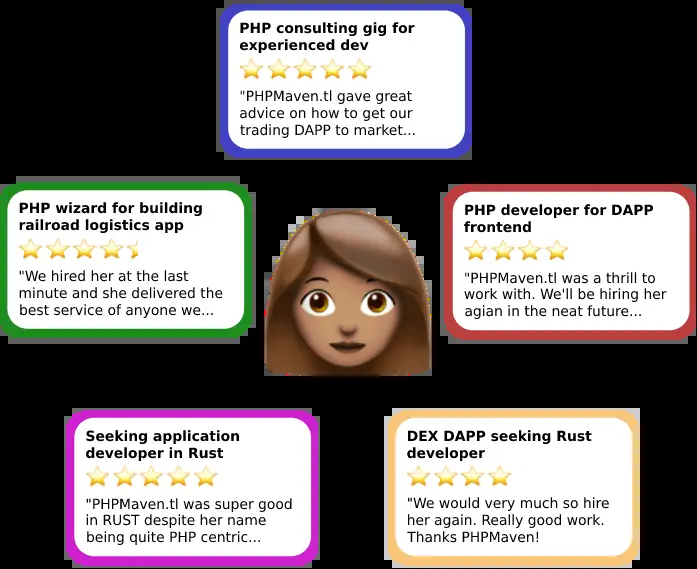 PHP consulting gig for
experienced dev
"PHPMaven.tl gave great
advice on how to get our
trading DAPP to market...
PHP wizard for building
railroad logistics app
"We hired her at the last
minute and she delivered the
best service of anyone we...
PHP developer for DAPP
frontend
"PHPMaven.tl was a thrill to
work with. We'll be hiring her
agian in the neat future...
Seeking application
developer in Rust
"PHPMaven.tl was super good
in RUST despite her name
being quite PHP centric...
DEX DAPP seeking Rust
developer
"We would very much so hire
her again. Really good work.
Thanks PHPMaven!